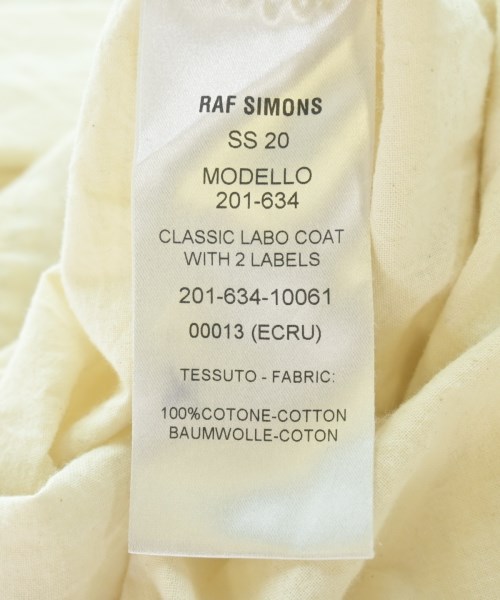 RAF SIMONS
SS 20
MODELLO
201-634
CLASSIC LABO COAT
WITH 2 LABELS
201-634-10061
00013 (ECRU)
TESSUTO - FABRIC:
100%COTONE-COTTON
BAUMWOLLE-COTON